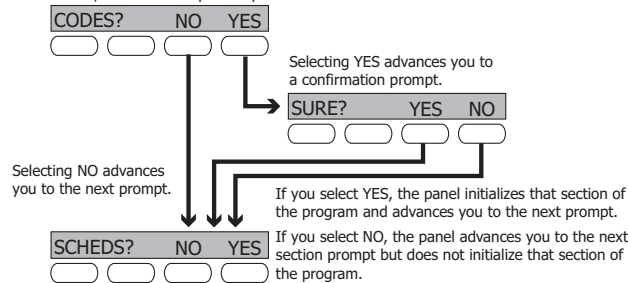 CODES? NO YES
Selecting YES advances you to
a confirmation prompt.
SURE? YES NO
Selecting NO advances
you to the next prompt.
If you select YES, the panel initializes that section of
the program and advances you to the next prompt.
SCHEDS? NO YES
If you select NO, the panel advances you to the next
section prompt but does not initialize that section of
the program.